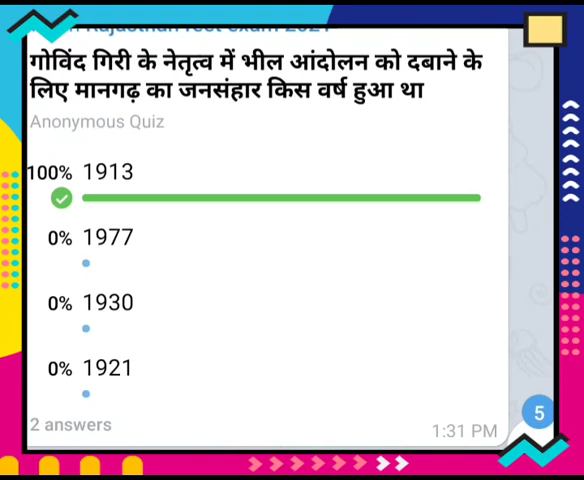 गोविंद गिरी के नेतृत्व में भील आंदोलन को दबाने के
लिए मानगढ़ का जनसंहार किस वर्ष हुआ था
Anonymous Quiz
100% 1913
0% 1977
0% 1930
0% 1921
2 answers
5
1:31 PM